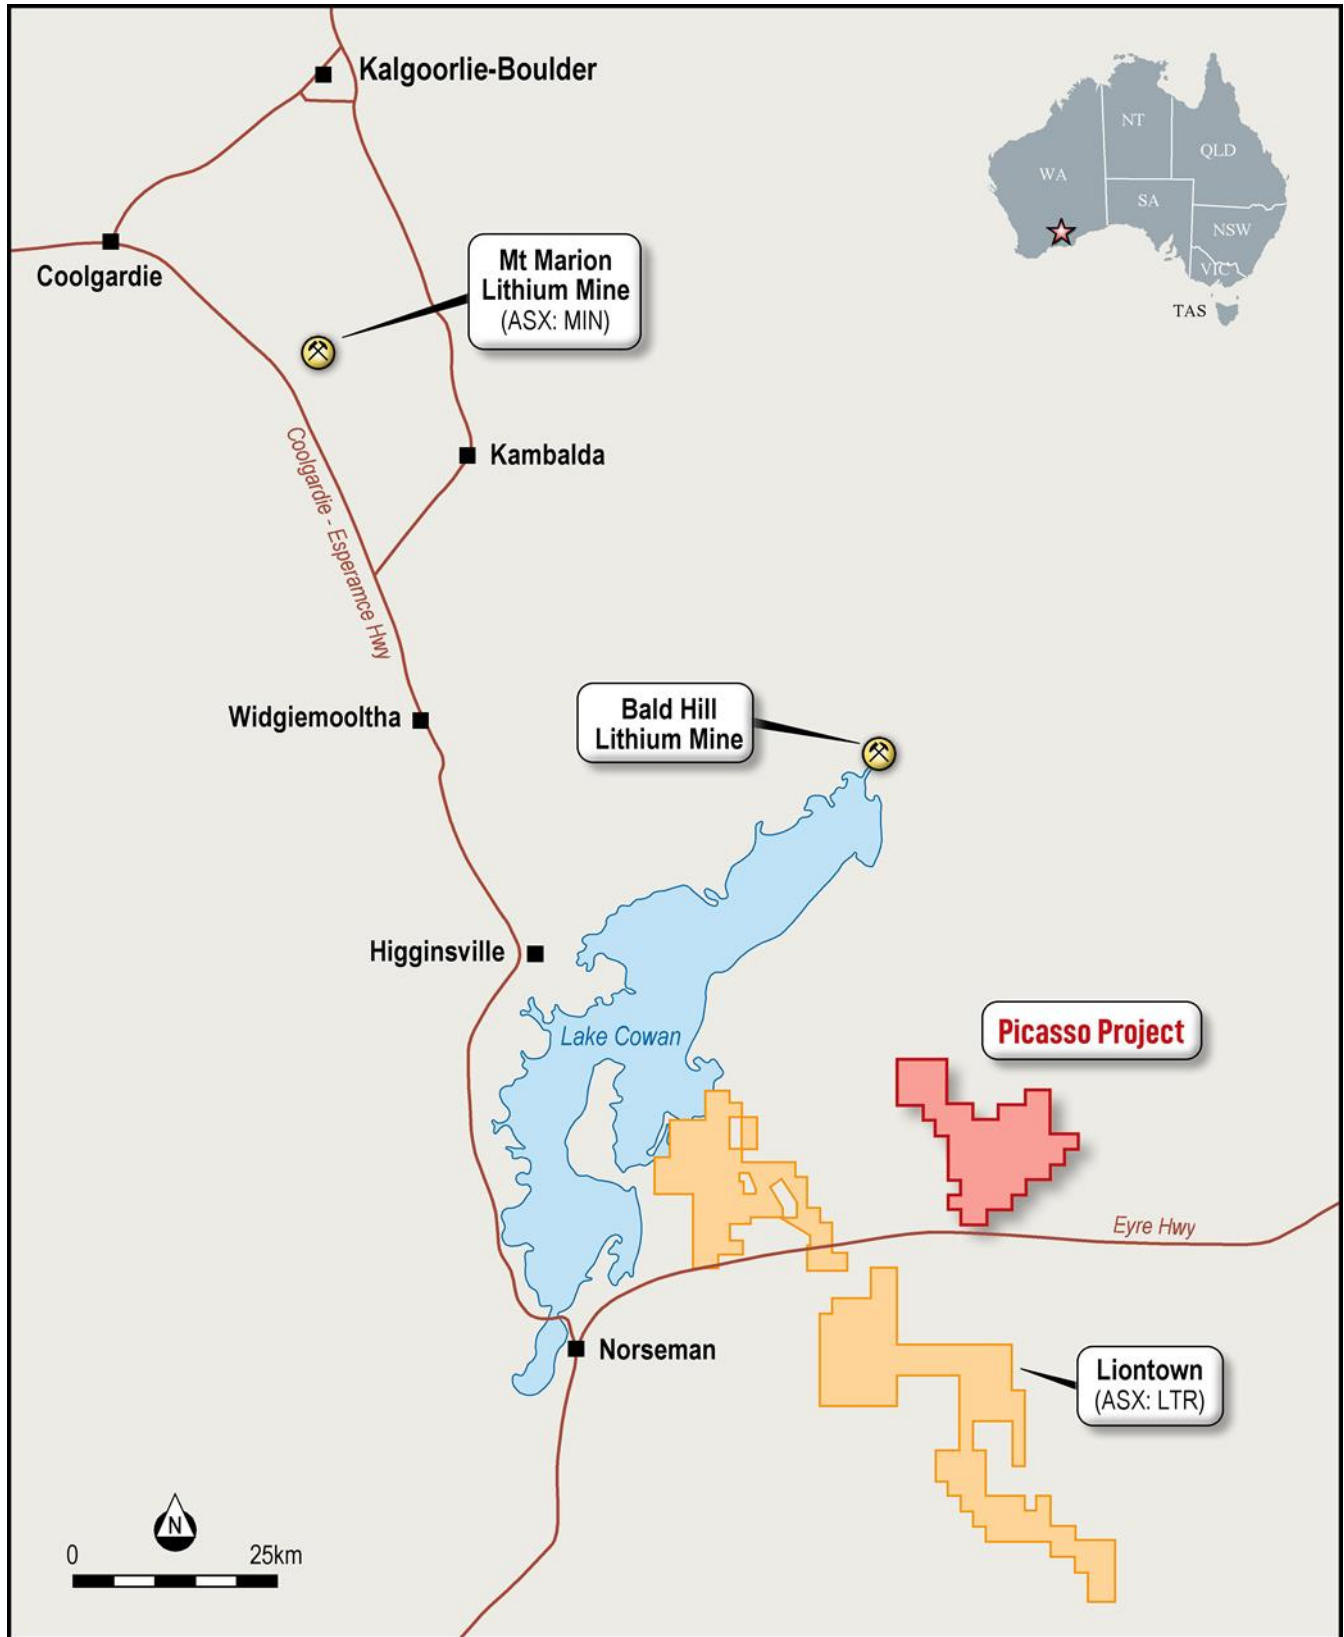 Kalgoorlie-Boulder
NT
QLD
WA
SA
NSW
VIC
TAS
Coolgardie
Mt Marion
Lithium Mine
(ASX: MIN)
Kambalda
Coolgardie - Esperamce Hwy
Widgiemooltha
Bald Hill
Lithium Mine
Higginsville
Lake Cowan
Picasso Project
Eyre Hwy
Norseman
Liontown
(ASX: LTR)
N
0
25km